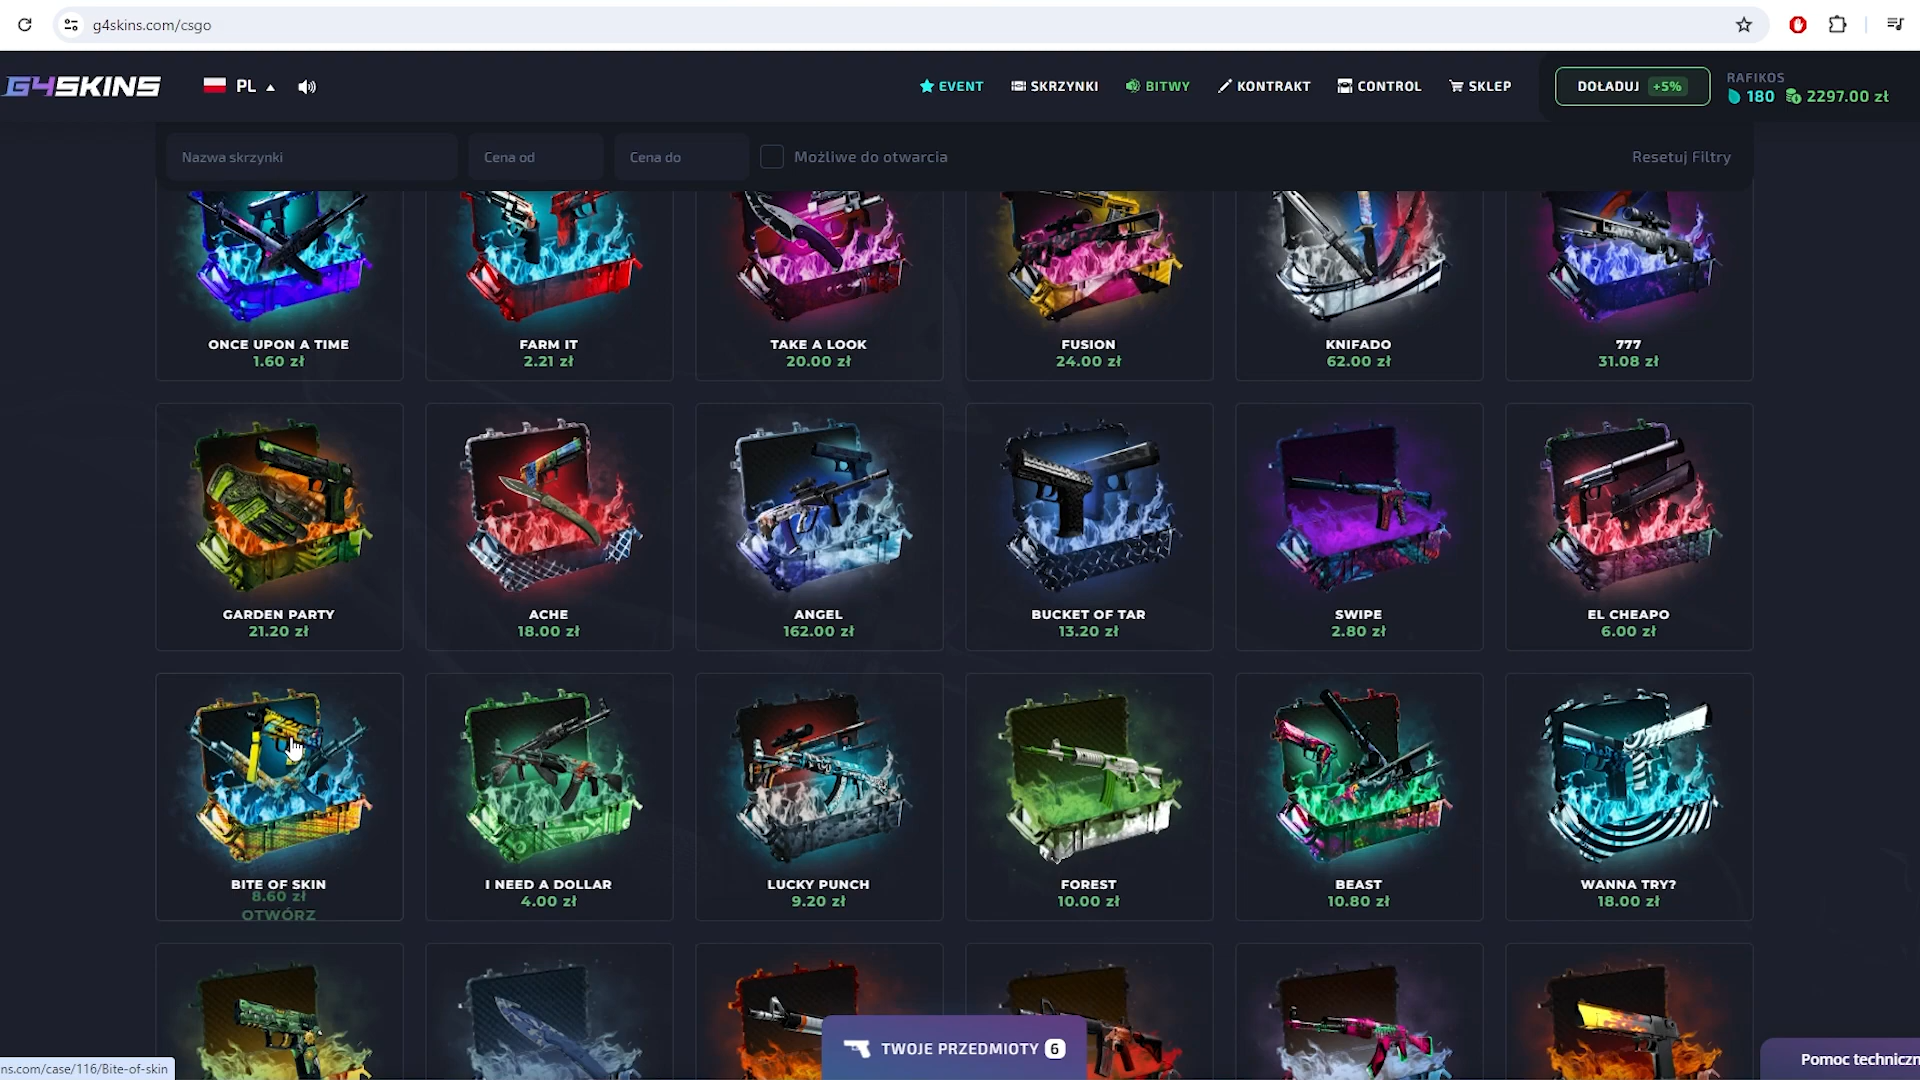 g4skins.com/csgo
G4SKINS
PL
EVENT
SKRZYNKI
BITWY
KONTRAKT
CONTROL
SKLEP
DOŁADUJ +5%
RAFIKOS
180 2297.00 zł
Nazwa skrzynki
Cena od
Cena do
Możliwe do otwarcia
Resetuj Filtry
ONCE UPON A TIME
1.60 zł
FARM IT
2.21 zł
TAKE A LOOK
20.00 zł
FUSION
24.00 zł
KNIFADO
62.00 zł
777
31.08 zł
GARDEN PARTY
21.20 zł
ACHE
18.00 zł
ANGEL
162.00 zł
BUCKET OF TAR
13.20 zł
SWIPE
2.80 zł
EL CHEAPO
6.00 zł
BITE OF SKIN
8.60 zł
OTWÓRZ
I NEED A DOLLAR
4.00 zł
LUCKY PUNCH
9.20 zł
FOREST
10.00 zł
BEAST
10.80 zł
WANNA TRY?
18.00 zł
TWOJE PRZEDMIOTY 6
Pomoc techniczn
ns.com/case/116/Bite-of-skin